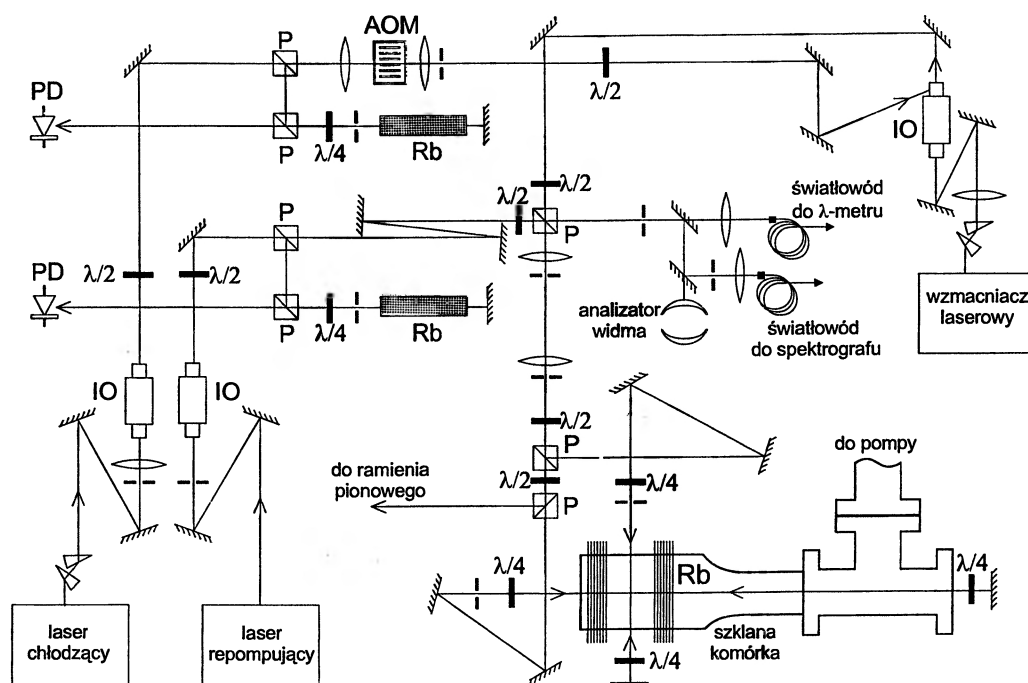 AOM
P
λ/2
PD
IO
P
λ/4
Rb
λ/2
λ/2
P
światłowód
do λ-metru
P
λ/2
λ/2
PD
P
λ/4
Rb
analizator
widma
światłowód
do spektrografu
wzmacniacz
laserowy
IO
IO
λ/2
P
do pompy
do ramienia
pionowego
λ/2
P
λ/4
λ/4
Rb
λ/4
szklana
komórka
λ/4
laser
chłodzący
laser
repompujący